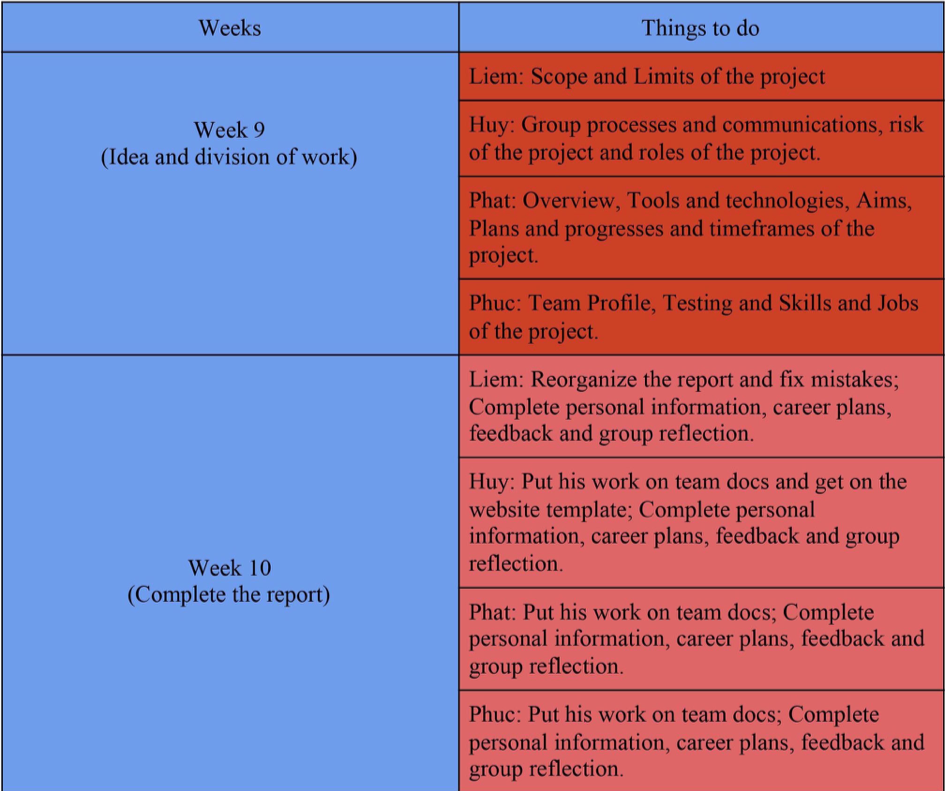 Weeks
Things to do
Week 9
(Idea and division of work)
Liem: Scope and Limits of the project
Huy: Group processes and communications, risk
of the project and roles of the project.
Phat: Overview, Tools and technologies, Aims,
Plans and progresses and timeframes of the
project.
Phuc: Team Profile, Testing and Skills and Jobs
of the project.
Week 10
(Complete the report)
Liem: Reorganize the report and fix mistakes;
Complete personal information, career plans,
feedback and group reflection.
Huy: Put his work on team docs and get on the
website template; Complete personal
information, career plans, feedback and group
reflection.
Phat: Put his work on team docs; Complete
personal information, career plans, feedback and
group reflection.
Phuc: Put his work on team docs; Complete
personal information, career plans, feedback and
group reflection.